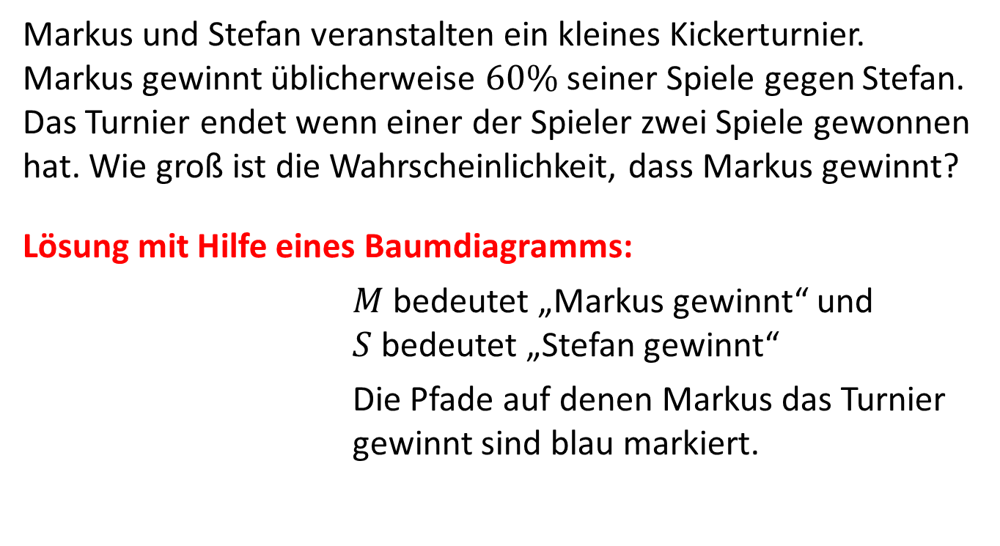 Markus und Stefan veranstalten ein kleines Kickerturnier.
Markus gewinnt üblicherweise 60% seiner Spiele gegen Stefan.
Das Turnier endet wenn einer der Spieler zwei Spiele gewonnen
hat. Wie groß ist die Wahrscheinlichkeit, dass Markus gewinnt?
Lösung mit Hilfe eines Baumdiagramms:
M bedeutet „Markus gewinnt“ und
S bedeutet „Stefan gewinnt“
Die Pfade auf denen Markus das Turnier
gewinnt sind blau markiert.